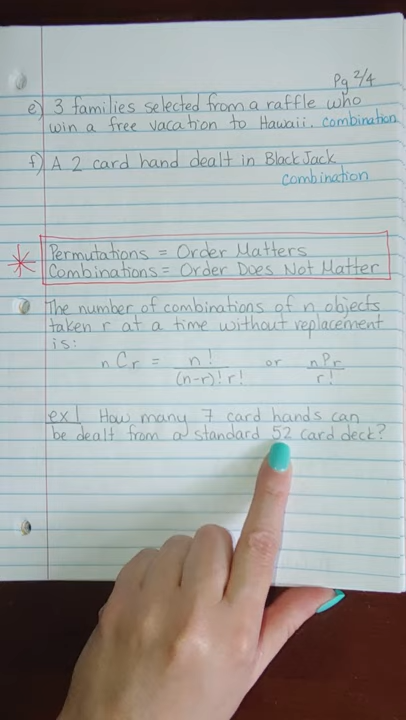 Pg 2/4
e) 3 families selected from a raffle who
win a free vacation to Hawaii. combination
f) A 2 card hand dealt in BlackJack
combination
* Permutations = Order Matters
Combinations = Order Does Not Matter
The number of combinations of n objects
taken r at a time without replacement
is:
nCr = n! / (n-r)! r! or nPr / r!
ex| How many 7 card hands can
be dealt from a standard 52 card deck?